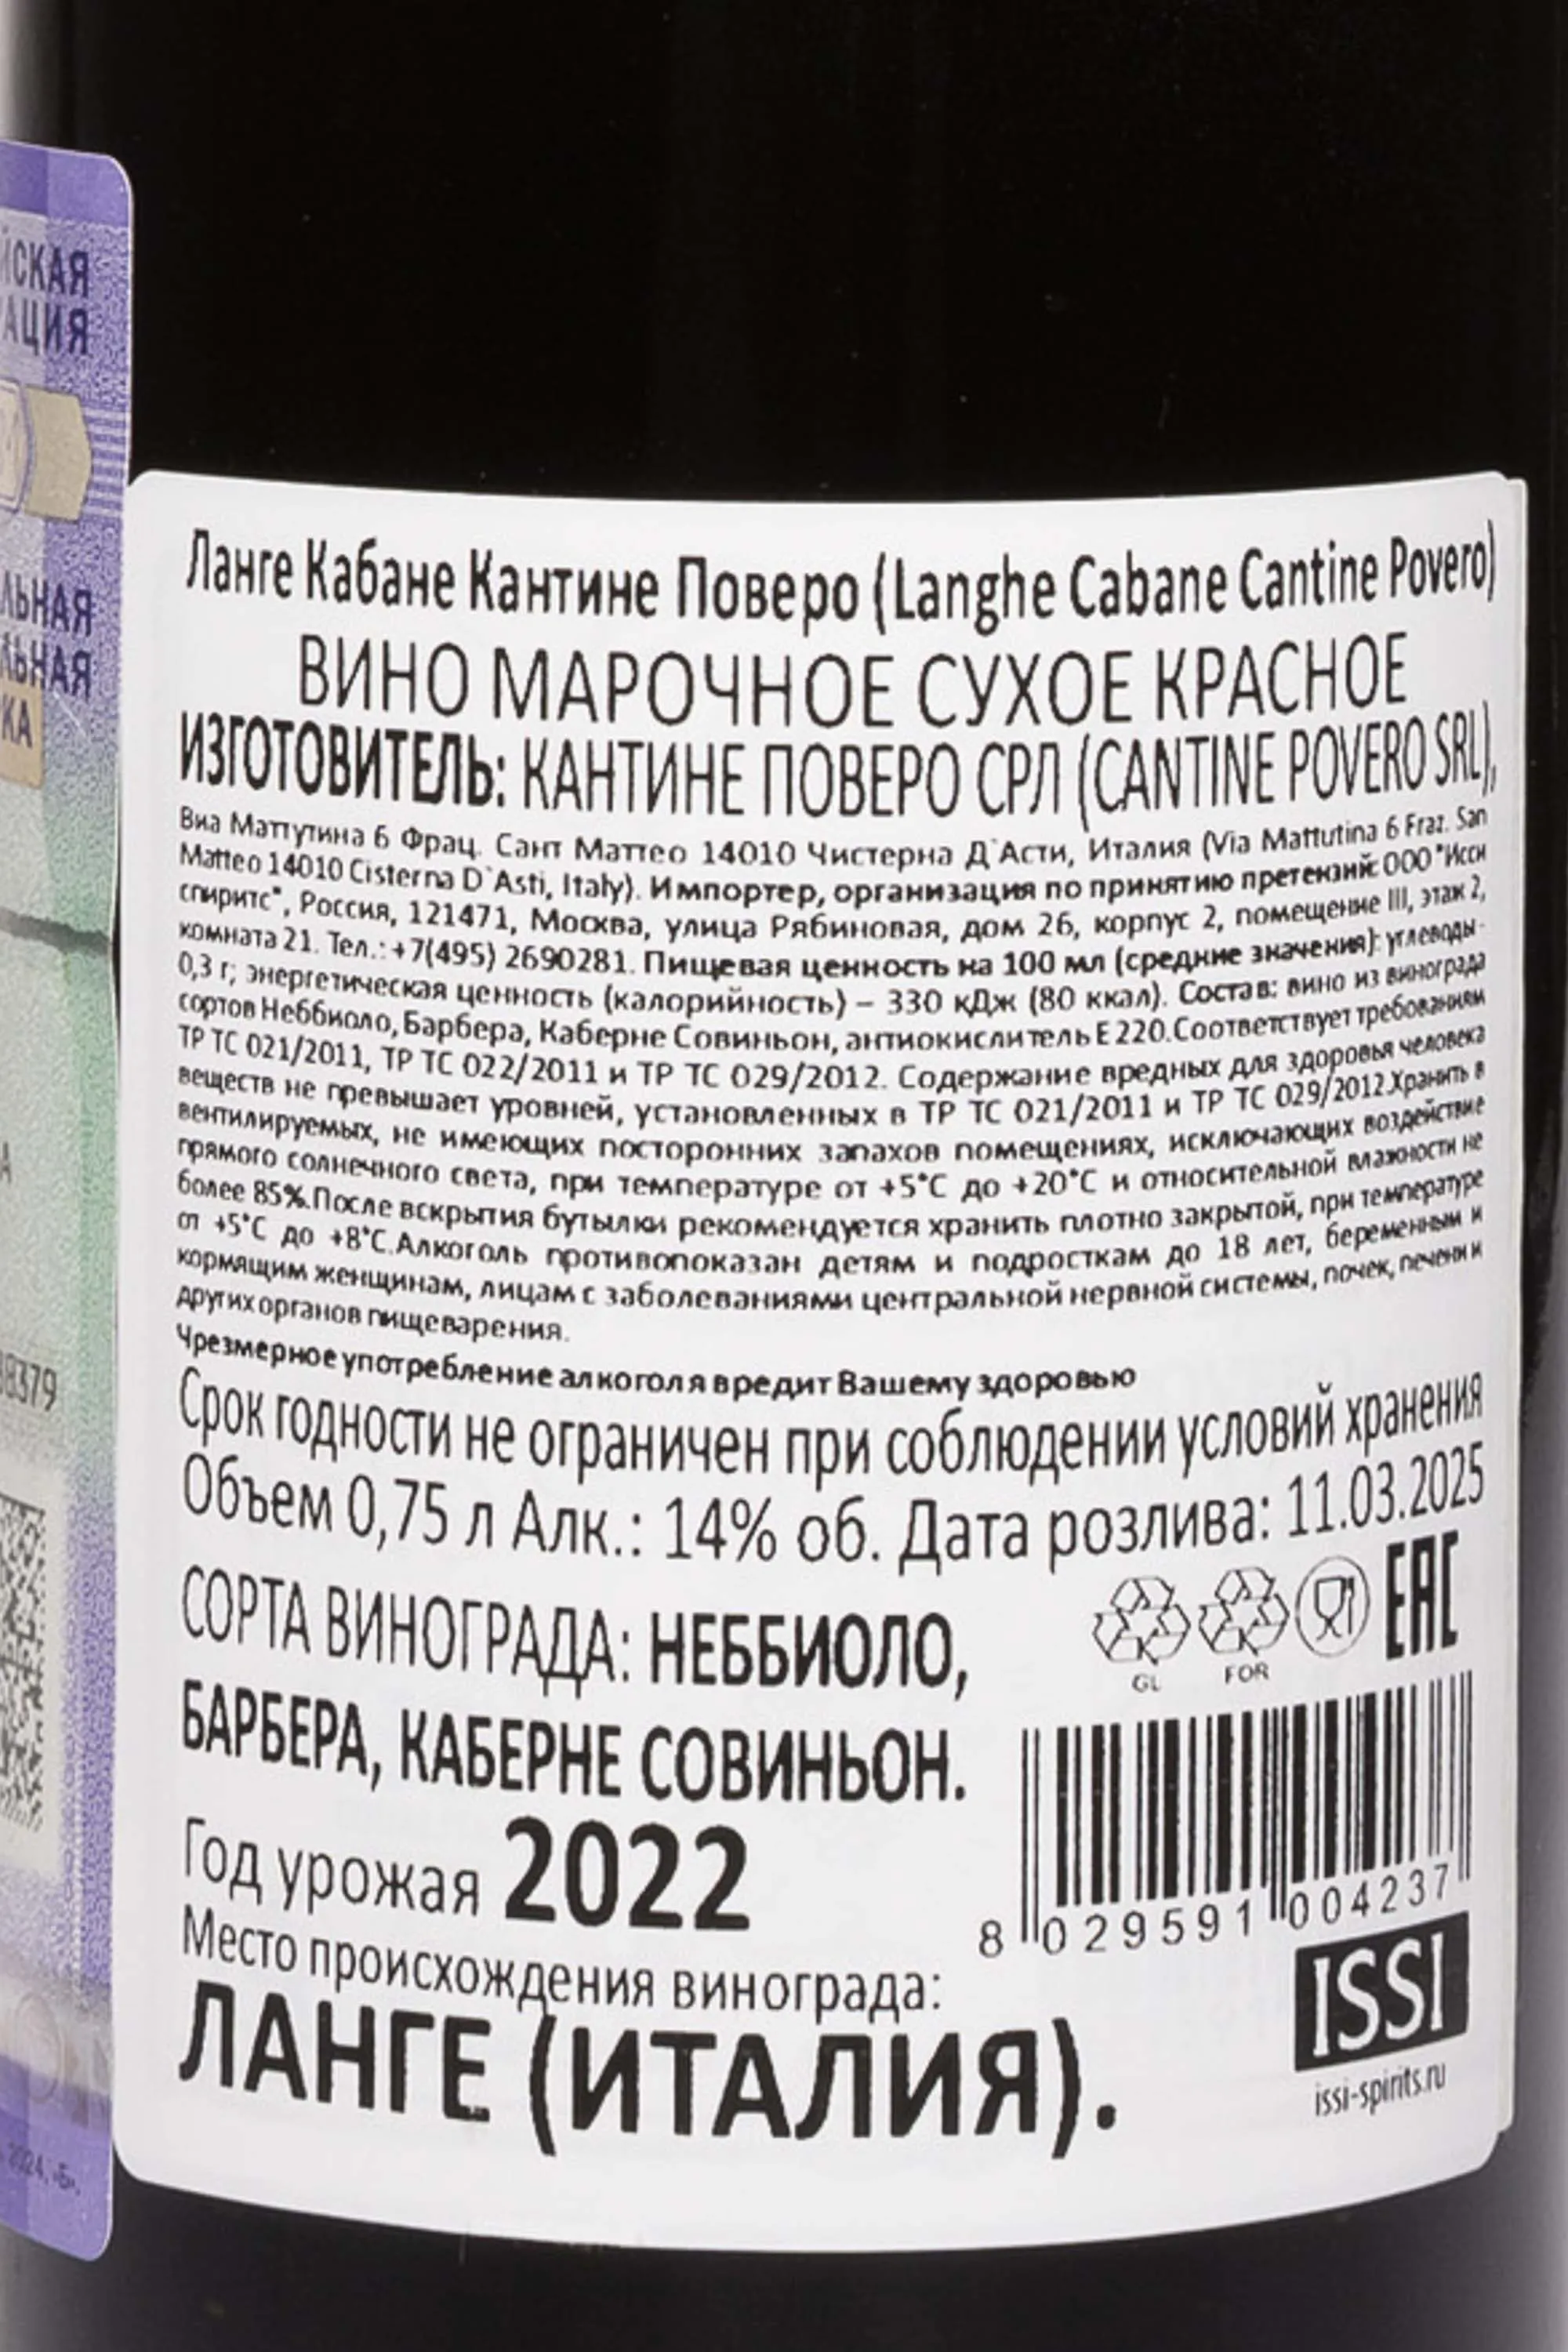 ЙСКАЯ
АЦИЯ
ЛЬНАЯ
ЛЬНАЯ
КА
8379
Ланге Кабане Кантине Поверо (Langhe Cabane Cantine Povero)
ВИНО МАРОЧНОЕ СУХОЕ КРАСНОЕ
ИЗГОТОВИТЕЛЬ: КАНТИНЕ ПОВЕРО СРЛ (CANTINE POVERO SRL),
Виа Маттутина 6 Фрац. Сант Маттео 14010 Чистерна Д`Асти, Италия (Via Mattutina 6 Fraz. San
Matteo 14010 Cisterna D`Asti, Italy). Импортер, организация по принятию претензий: ООО "Исси
спиритс", Россия, 121471, Москва, улица Рябиновая, дом 26, корпус 2, помещение III, этаж 2,
комната 21. Тел.: +7(495) 2690281. Пищевая ценность на 100 мл (средние значения): углеводы -
0,3 г; энергетическая ценность (калорийность) – 330 кДж (80 ккал). Состав: вино из винограда
сортов Неббиоло, Барбера, Каберне Совиньон, антиокислитель Е 220. Соответствует требованиям
ТР ТС 021/2011, ТР ТС 022/2011 и ТР ТС 029/2012. Содержание вредных для здоровья человека
веществ не превышает уровней, установленных в ТР ТС 021/2011 и ТР ТС 029/2012.Хранить в
вентилируемых, не имеющих посторонних запахов помещениях, исключающих воздействие
прямого солнечного света, при температуре от +5°С до +20°С и относительной влажности не
более 85%.После вскрытия бутылки рекомендуется хранить плотно закрытой, при температуре
от +5°С до +8°С.Алкоголь противопоказан детям и подросткам до 18 лет, беременным и
кормящим женщинам, лицам с заболеваниями центральной нервной системы, почек, печени и
других органов пищеварения.
Чрезмерное употребление алкоголя вредит Вашему здоровью
Срок годности не ограничен при соблюдении условий хранения
Объем 0,75 л Алк.: 14% об. Дата розлива: 11.03.2025
СОРТА ВИНОГРАДА: НЕББИОЛО,
БАРБЕРА, КАБЕРНЕ СОВИНЬОН.
GL FOR EAC
Год урожая 2022
8 029591 004237
Место происхождения винограда:
ЛАНГЕ (ИТАЛИЯ).
ISSI
issi-spirits.ru
2024, «Б».